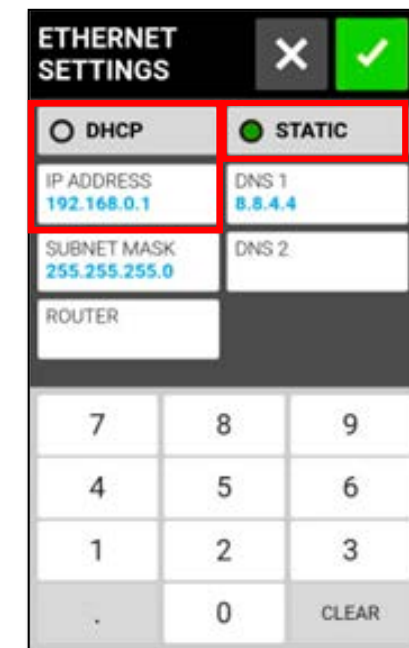 ETHERNET
SETTINGS
DHCP
STATIC
IP ADDRESS
192.168.0.1
DNS 1
8.8.4.4
SUBNET MASK
255.255.255.0
DNS 2
ROUTER
7 8 9
4 5 6
1 2 3
. 0 CLEAR